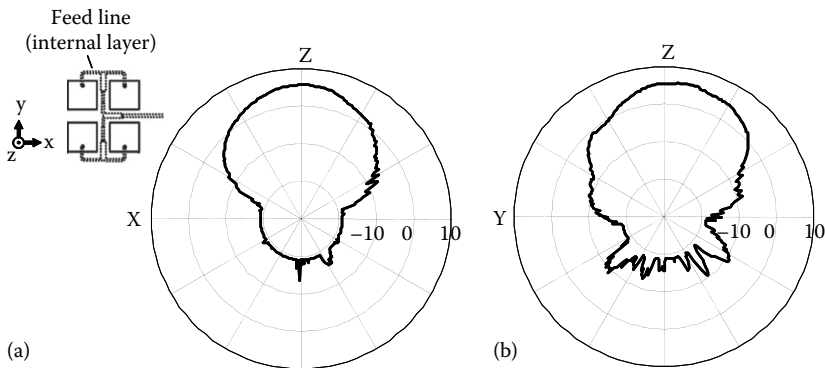 Feed line
(internal layer)
y
z
x
Z
X
−10 0 10
(a)
Z
Y
−10 0 10
(b)